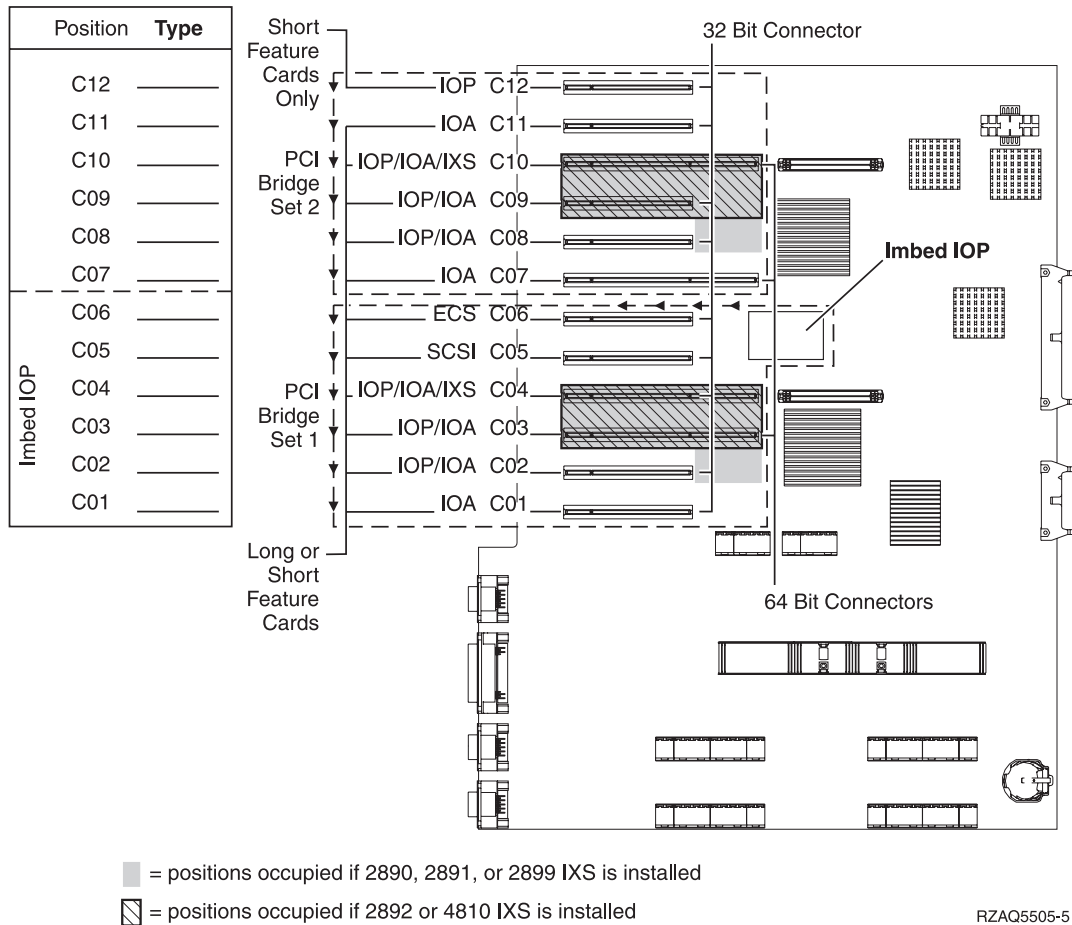 Position Type
C12
C11
C10
C09
C08
C07
C06
C05
C04
C03
C02
C01
Imbed IOP
Short
Feature
Cards
Only
PCI
Bridge
Set 2
PCI
Bridge
Set 1
Long or
Short
Feature
Cards
IOP C12
IOA C11
IOP/IOA/IXS C10
IOP/IOA C09
IOP/IOA C08
IOA C07
ECS C06
SCSI C05
IOP/IOA/IXS C04
IOP/IOA C03
IOP/IOA C02
IOA C01
32 Bit Connector
Imbed IOP
64 Bit Connectors
= positions occupied if 2890, 2891, or 2899 IXS is installed
= positions occupied if 2892 or 4810 IXS is installed
RZAQ5505-5